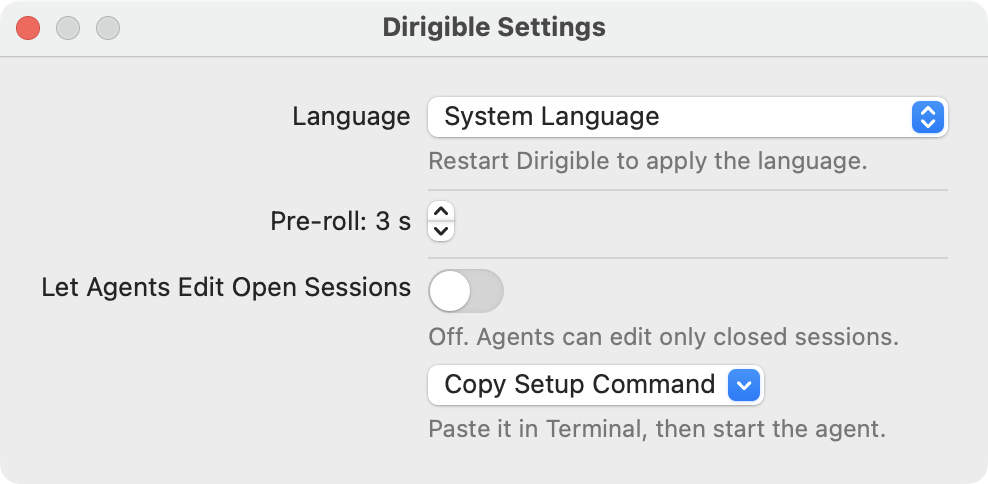 Dirigible Settings
Language
System Language
Restart Dirigible to apply the language.
Pre-roll: 3 s
Let Agents Edit Open Sessions
Off. Agents can edit only closed sessions.
Copy Setup Command
Paste it in Terminal, then start the agent.